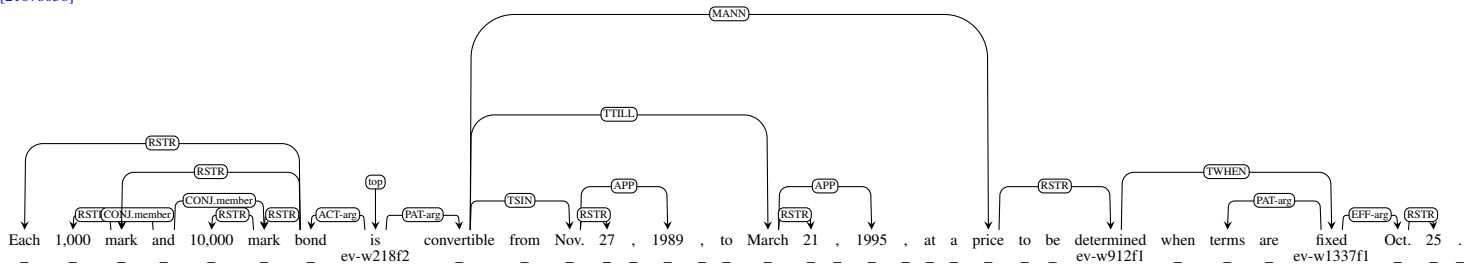 MANN
TTILL
RSTR
RSTR APP APP TWHEN
top RSTR
CONJ.member TSIN PAT-arg
RSTR CONJ.member RSTR RSTR ACT-arg PAT-arg RSTR RSTR EFF-arg RSTR
Each 1,000 mark and 10,000 mark bond is convertible from Nov. 27 , 1989 , to March 21 , 1995 , at a price to be determined when terms are fixed Oct. 25 .
_ _ _ _ _ _ _ ev-w218f2 _ _ _ _ _ _ _ _ _ _ _ _ _ _ _ _ _ _ ev-w912f1 _ _ _ ev-w1337f1 _ _ _